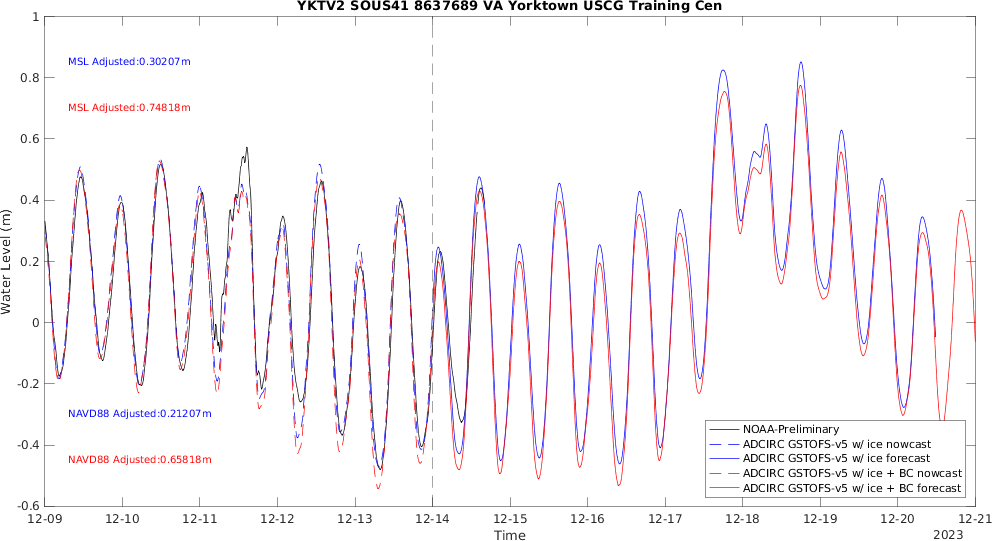 YKTV2 SOUS41 8637689 VA Yorktown USCG Training Cen
1
0.8
0.6
0.4
0.2
0
-0.2
-0.4
-0.6
Water Level (m)
MSL Adjusted:0.30207m
MSL Adjusted:0.74818m
NAVD88 Adjusted:0.21207m
NAVD88 Adjusted:0.65818m
NOAA-Preliminary
ADCIRC GSTOFS-v5 w/ ice nowcast
ADCIRC GSTOFS-v5 w/ ice forecast
ADCIRC GSTOFS-v5 w/ ice + BC nowcast
ADCIRC GSTOFS-v5 w/ ice + BC forecast
12-09 12-10 12-11 12-12 12-13 12-14 12-15 12-16 12-17 12-18 12-19 12-20 12-21
Time
2023